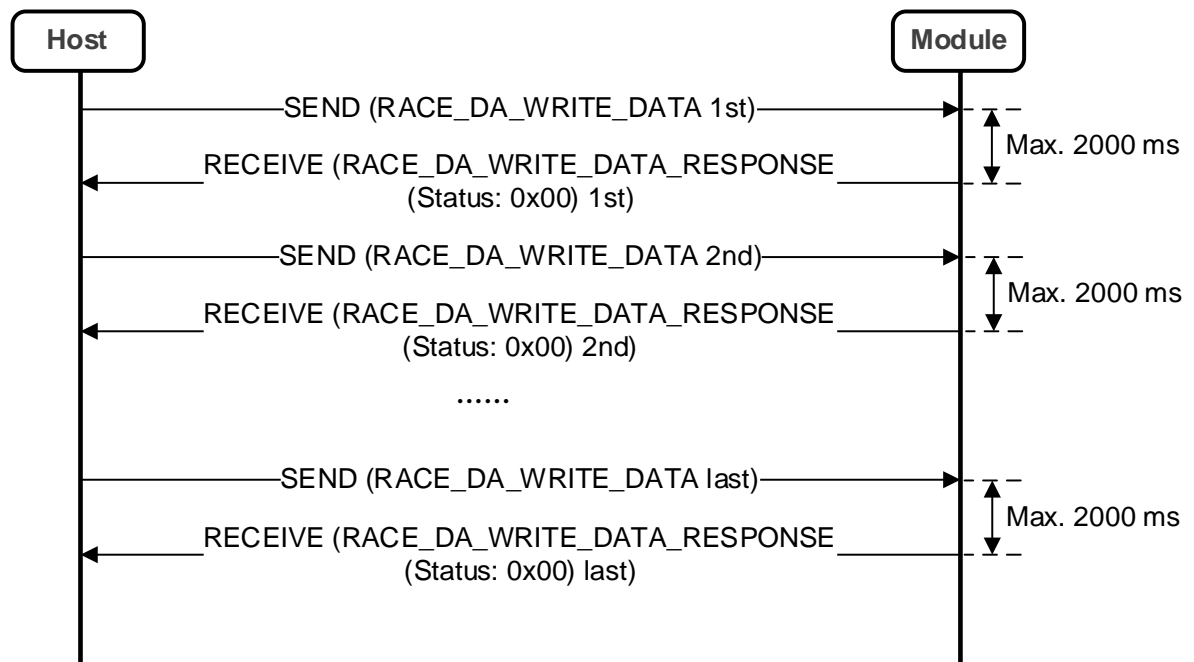 Host
Module
SEND (RACE_DA_WRITE_DATA 1st)
Max. 2000 ms
RECEIVE (RACE_DA_WRITE_DATA_RESPONSE
(Status: 0x00) 1st)
SEND (RACE_DA_WRITE_DATA 2nd)
Max. 2000 ms
RECEIVE (RACE_DA_WRITE_DATA_RESPONSE
(Status: 0x00) 2nd)
......
SEND (RACE_DA_WRITE_DATA last)
Max. 2000 ms
RECEIVE (RACE_DA_WRITE_DATA_RESPONSE
(Status: 0x00) last)